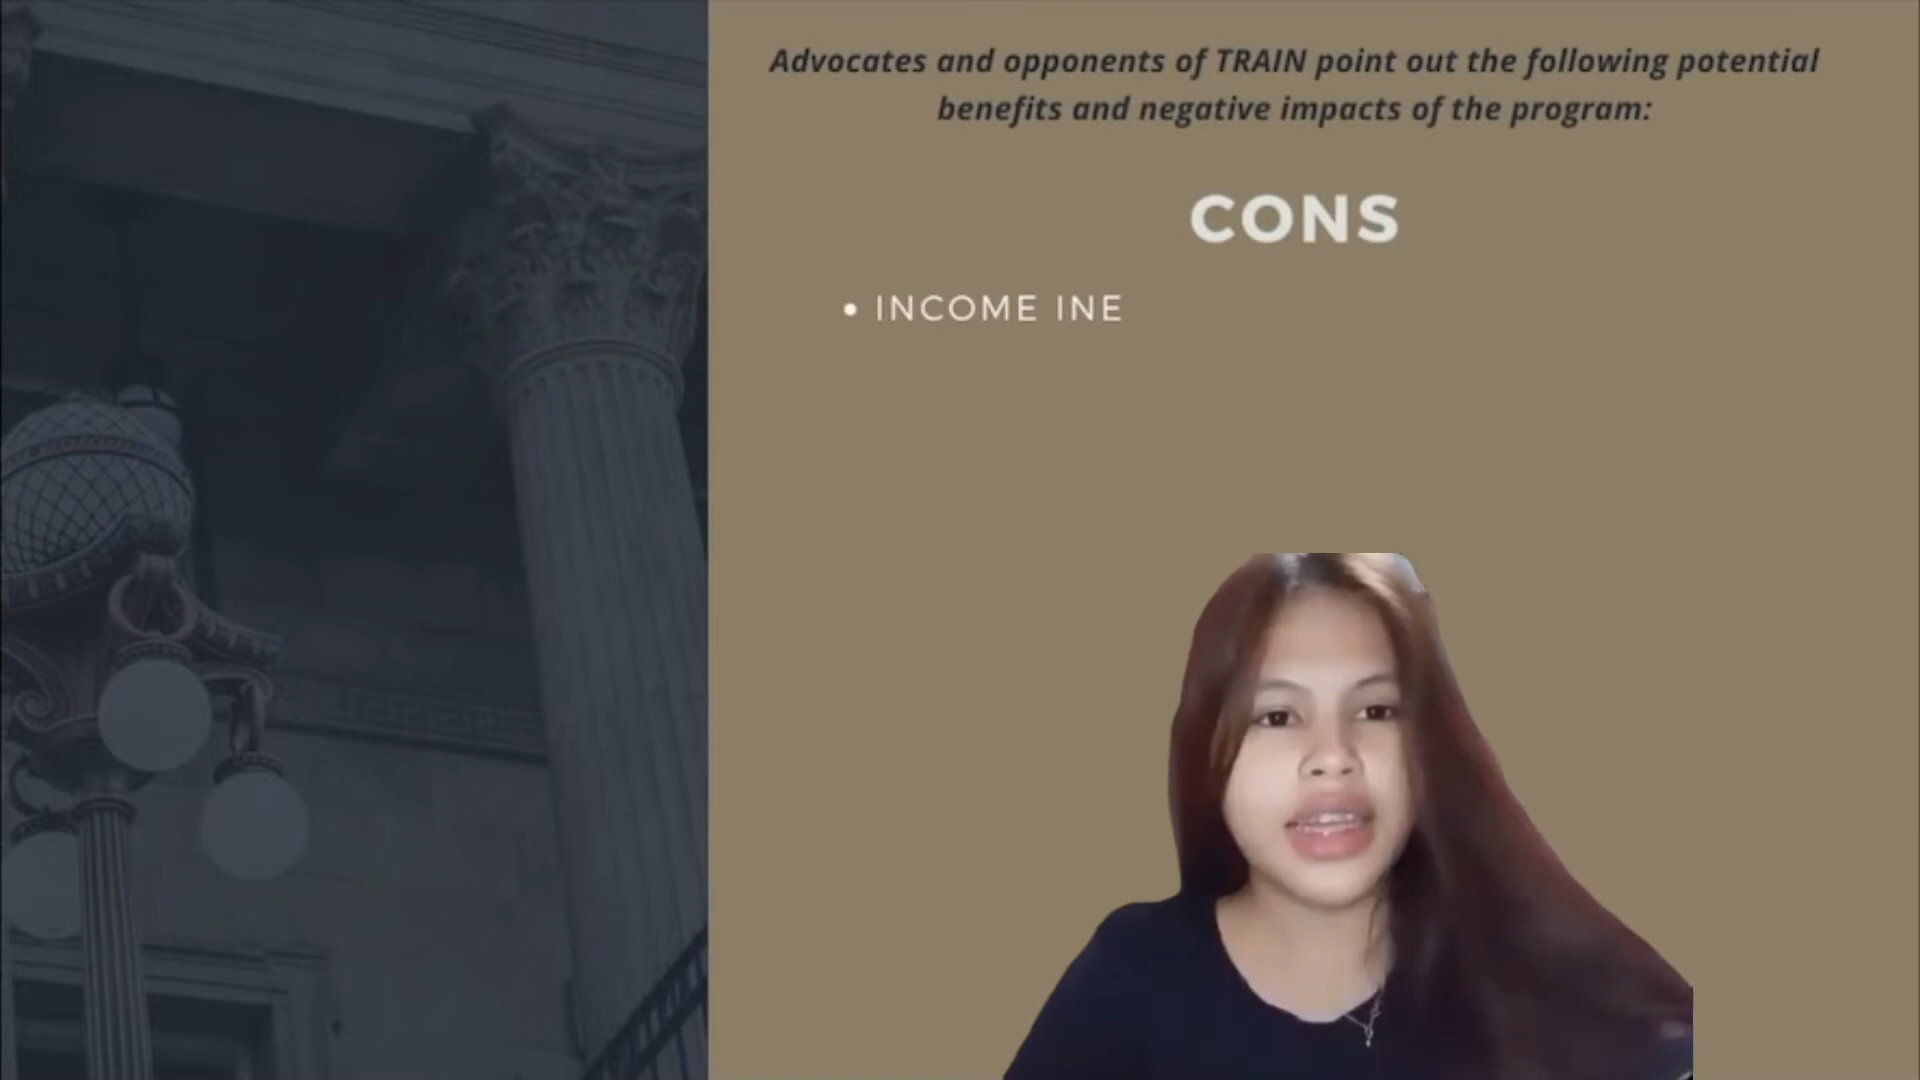 Advocates and opponents of TRAIN point out the following potential
benefits and negative impacts of the program:
CONS
• INCOME INE